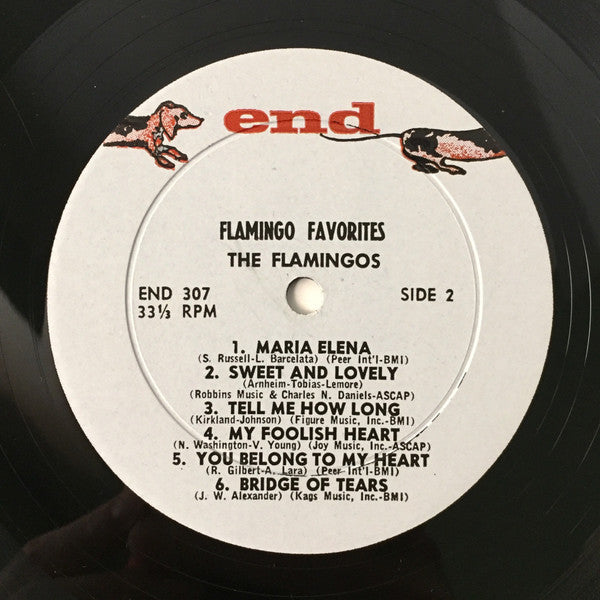 end
FLAMINGO FAVORITES
THE FLAMINGOS
END 307 SIDE 2
33⅓ RPM
1. MARIA ELENA
(S. Russell-L. Barcelata) (Peer Int'l-BMI)
2. SWEET AND LOVELY
(Arnheim-Tobias-Lemore)
(Robbins Music & Charles N. Daniels-ASCAP)
3. TELL ME HOW LONG
(Kirkland-Johnson) (Figure Music, Inc.-BMI)
4. MY FOOLISH HEART
(N. Washington-V. Young) (Joy Music, Inc.-ASCAP)
5. YOU BELONG TO MY HEART
(R. Gilbert-A. Lara) (Peer Int'l-BMI)
6. BRIDGE OF TEARS
(J. W. Alexander) (Kags Music, Inc.-BMI)